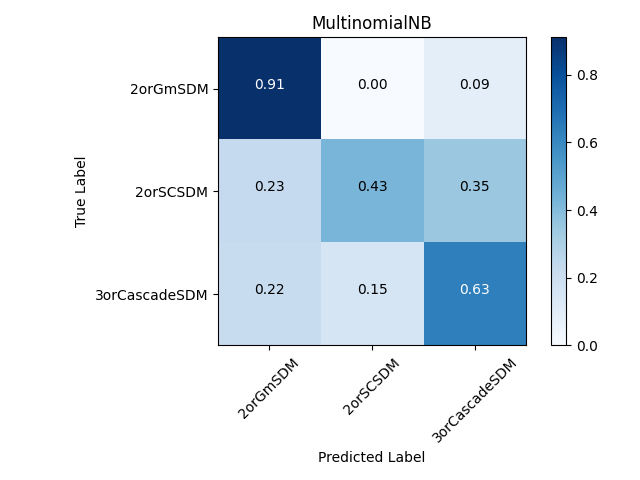 MultinomialNB
True Label
2orGmSDM
0.91 0.00 0.09
2orSCSDM
0.23 0.43 0.35
3orCascadeSDM
0.22 0.15 0.63
2orGmSDM
2orSCSDM
3orCascadeSDM
Predicted Label
0.8
0.6
0.4
0.2
0.0